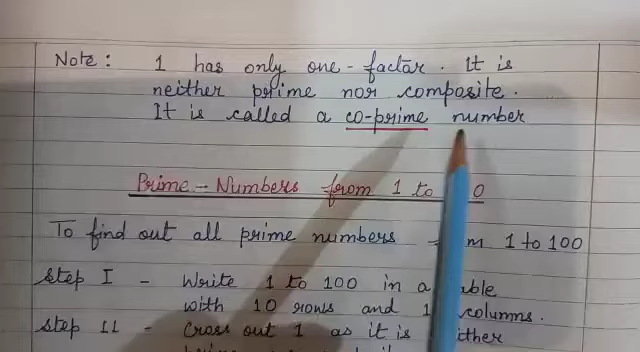 Note: 1 has only one-factor. It is
neither prime nor composite.
It is called a co-prime number
Prime-Numbers from 1 to 0
To find out all prime numbers m 1 to 100
Step I - Write 1 to 100 in a
with 10 rows and 1 columns.
Step II - Cross out 1 as it is